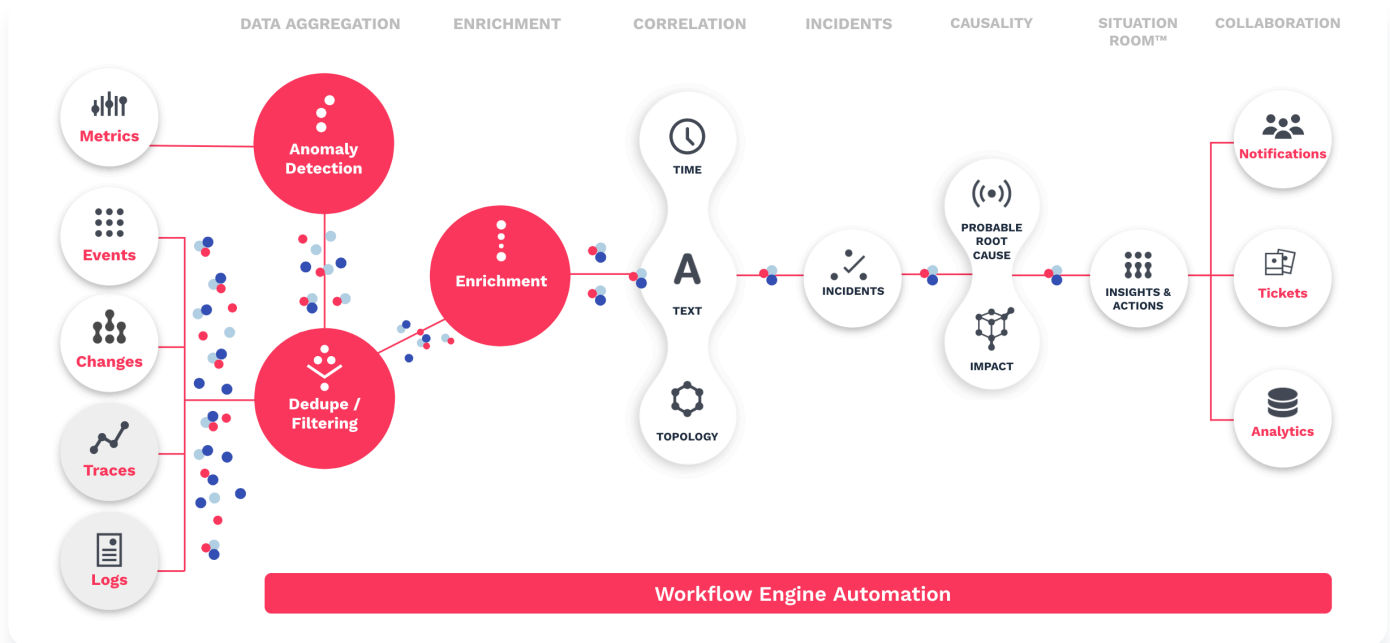 DATA AGGREGATION
ENRICHMENT
CORRELATION
INCIDENTS
CAUSALITY
SITUATION
ROOM™
COLLABORATION
Metrics
Events
Changes
Traces
Logs
Anomaly
Detection
Dedupe /
Filtering
Enrichment
TIME
A
TEXT
TOPOLOGY
INCIDENTS
PROBABLE
ROOT
CAUSE
IMPACT
INSIGHTS &
ACTIONS
Notifications
Tickets
Analytics
Workflow Engine Automation